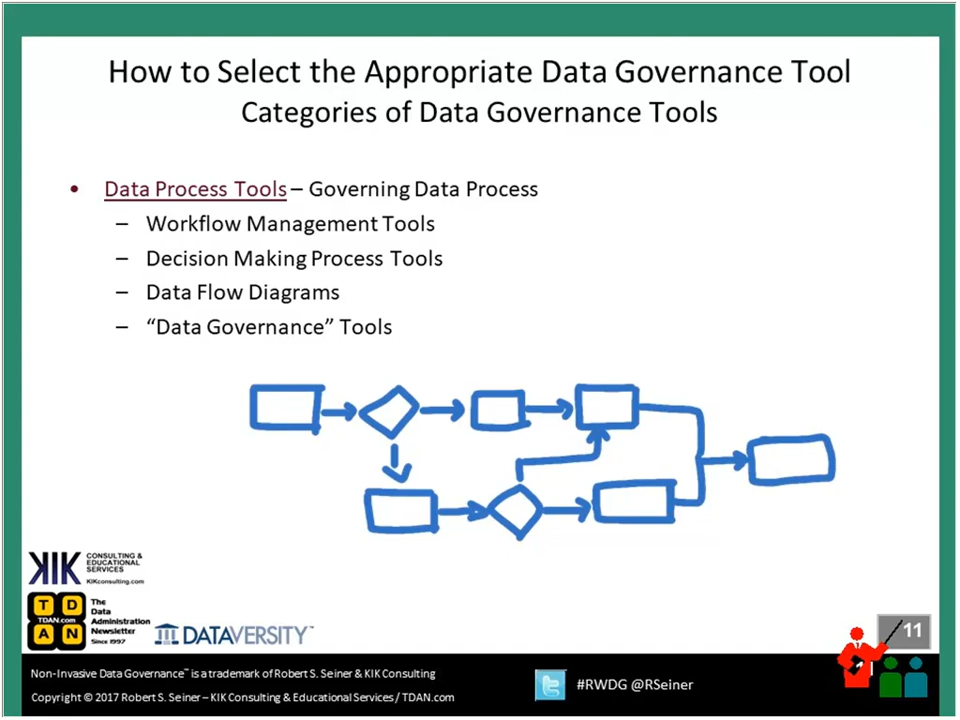 How to Select the Appropriate Data Governance Tool
Categories of Data Governance Tools
• Data Process Tools – Governing Data Process
– Workflow Management Tools
– Decision Making Process Tools
– Data Flow Diagrams
– “Data Governance” Tools
KIK CONSULTING & EDUCATIONAL SERVICES
KIKconsulting.com
TDAN.com
The Data Administration Newsletter
Since 1997
DATAVERSITY™
11
Non-Invasive Data Governance™ is a trademark of Robert S. Seiner & KIK Consulting
Copyright © 2017 Robert S. Seiner – KIK Consulting & Educational Services / TDAN.com
#RWDG @RSeiner